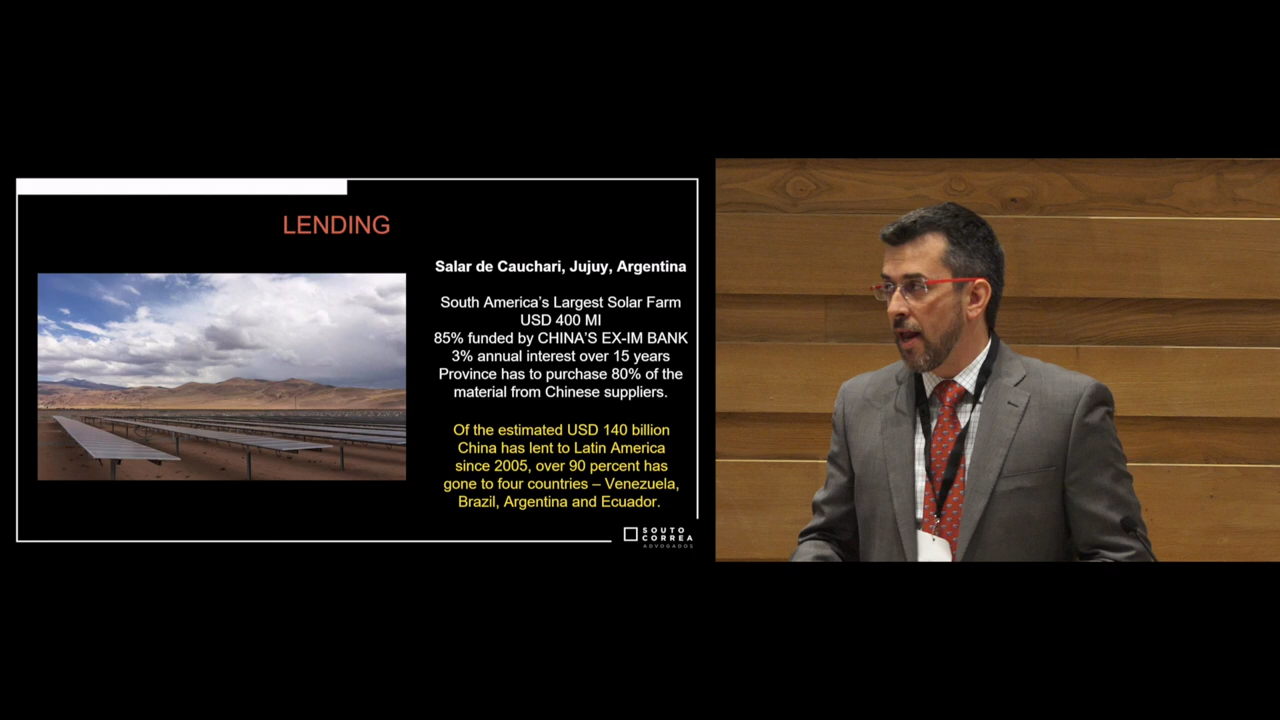 LENDING
Salar de Cauchari, Jujuy, Argentina
South America's Largest Solar Farm
USD 400 MI
85% funded by CHINA'S EX-IM BANK
3% annual interest over 15 years
Province has to purchase 80% of the
material from Chinese suppliers.
Of the estimated USD 140 billion
China has lent to Latin America
since 2005, over 90 percent has
gone to four countries – Venezuela,
Brazil, Argentina and Ecuador.
SOUTO
CORREA
ADVOGADOS